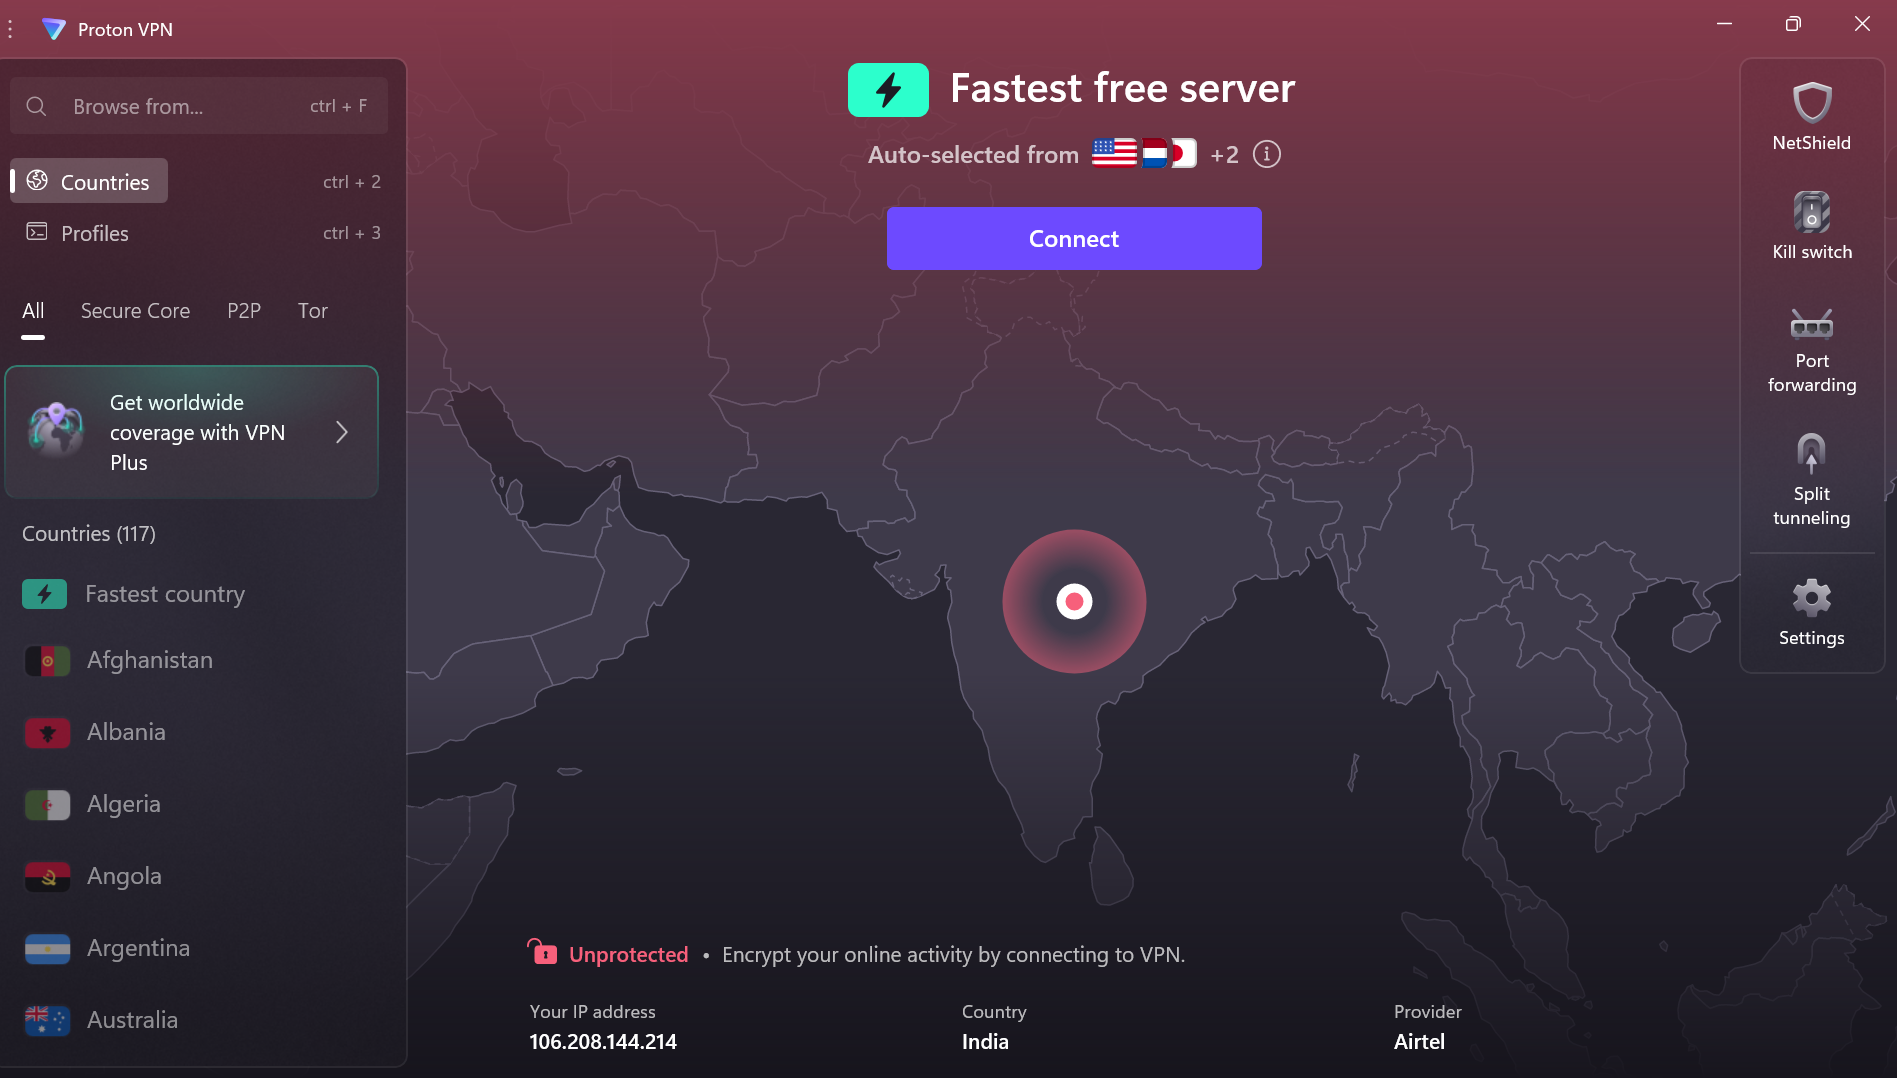 Proton VPN
Browse from...
ctrl + F
Countries
ctrl + 2
Profiles
ctrl + 3
All
Secure Core
P2P
Tor
Get worldwide
coverage with VPN
Plus
Countries (117)
Fastest country
Afghanistan
Albania
Algeria
Angola
Argentina
Australia
Fastest free server
Auto-selected from
+2
Connect
Unprotected • Encrypt your online activity by connecting to VPN.
Your IP address
106.208.144.214
Country
India
Provider
Airtel
NetShield
Kill switch
Port
forwarding
Split
tunneling
Settings